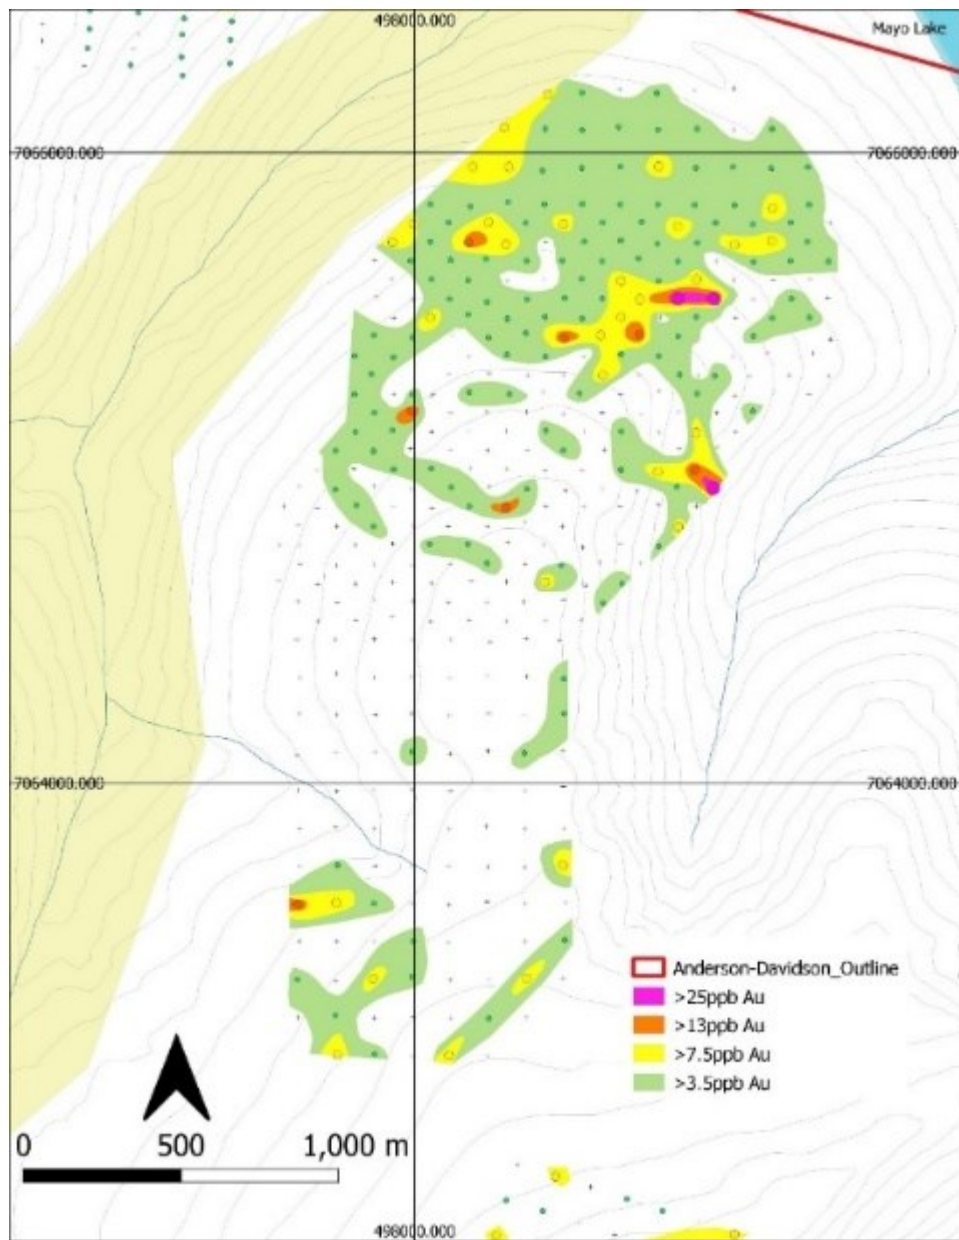 498000.000
Mayo Lake
7066000.000 7066000.000
7064000.000 7064000.000
Anderson-Davidson_Outline
>25ppb Au
>13ppb Au
>7.5ppb Au
>3.5ppb Au
0 500 1,000 m
498000.000